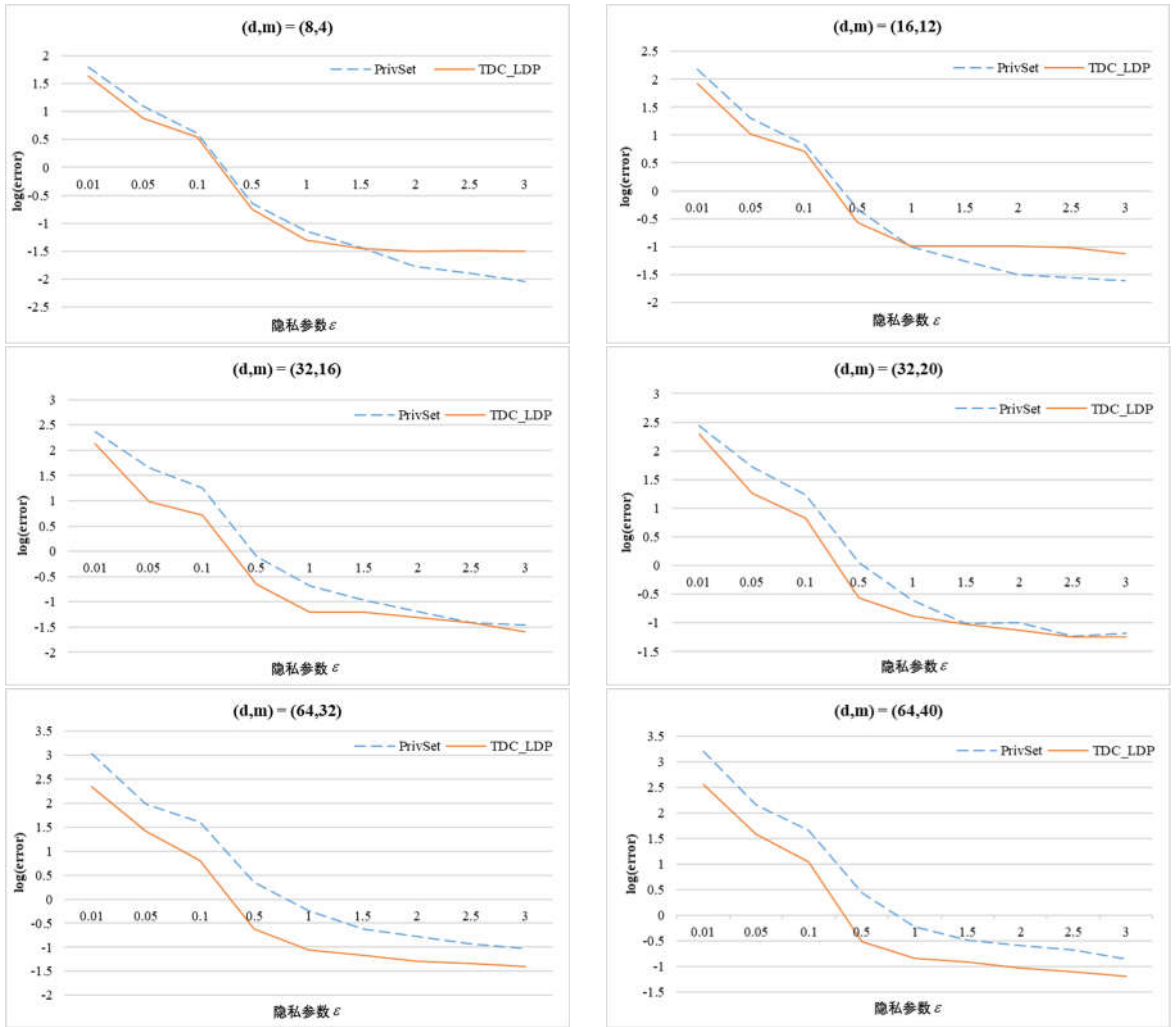 (d,m) = (8,4)
PrivSet TDC_LDP
2
1.5
1
0.5
0
-0.5
-1
-1.5
-2
-2.5
log(error)
0.01 0.05 0.1 0.5 1 1.5 2 2.5 3
隐私参数 ε
(d,m) = (16,12)
PrivSet TDC_LDP
2.5
2
1.5
1
0.5
0
-0.5
-1
-1.5
-2
log(error)
0.01 0.05 0.1 0.5 1 1.5 2 2.5 3
隐私参数 ε
(d,m) = (32,16)
PrivSet TDC_LDP
3
2.5
2
1.5
1
0.5
0
-0.5
-1
-1.5
-2
log(error)
0.01 0.05 0.1 0.5 1 1.5 2 2.5 3
隐私参数 ε
(d,m) = (32,20)
PrivSet TDC_LDP
3
2.5
2
1.5
1
0.5
0
-0.5
-1
-1.5
log(error)
0.01 0.05 0.1 0.5 1 1.5 2 2.5 3
隐私参数 ε
(d,m) = (64,32)
PrivSet TDC_LDP
3.5
3
2.5
2
1.5
1
0.5
0
-0.5
-1
-1.5
-2
log(error)
0.01 0.05 0.1 0.5 1 1.5 2 2.5 3
隐私参数 ε
(d,m) = (64,40)
PrivSet TDC_LDP
3.5
3
2.5
2
1.5
1
0.5
0
-0.5
-1
-1.5
log(error)
0.01 0.05 0.1 0.5 1 1.5 2 2.5 3
隐私参数 ε